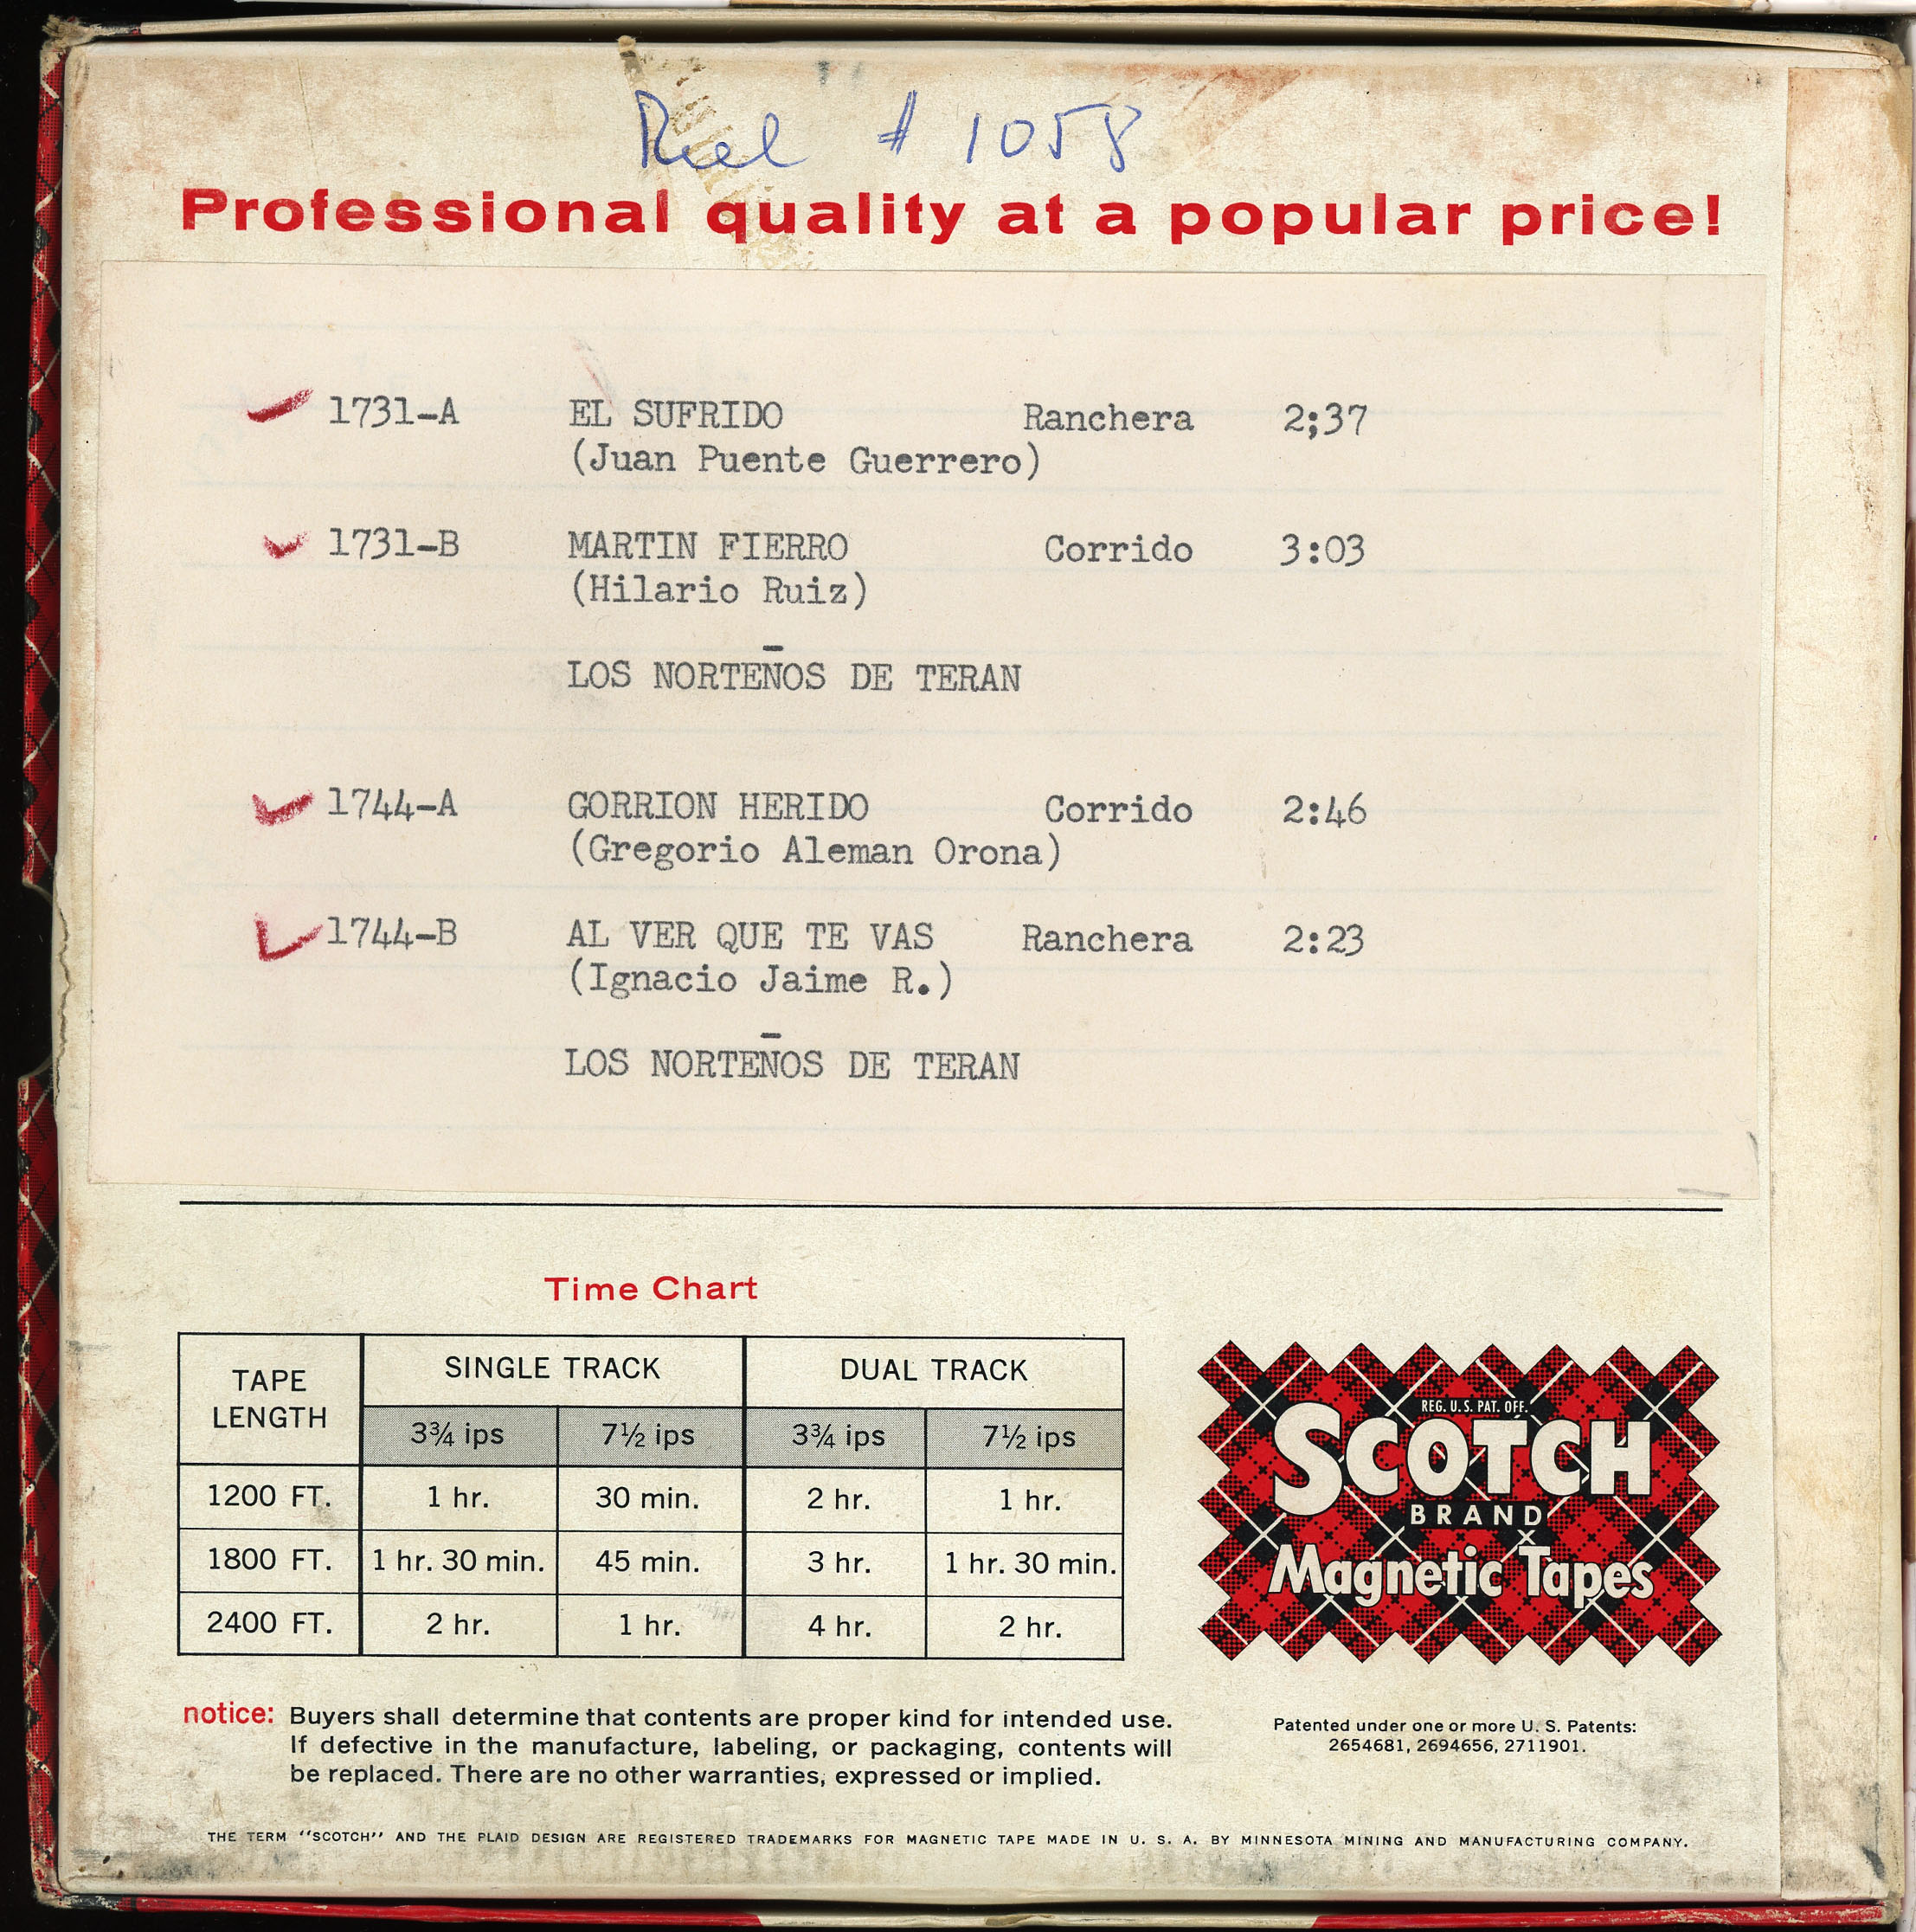 Reel # 1058
Professional quality at a popular price!
1731-A EL SUFRIDO Ranchera 2;37
(Juan Puente Guerrero)
1731-B MARTIN FIERRO Corrido 3:03
(Hilario Ruiz)
LOS NORTEÑOS DE TERAN
1744-A GORRION HERIDO Corrido 2:46
(Gregorio Aleman Orona)
1744-B AL VER QUE TE VAS Ranchera 2:23
(Ignacio Jaime R.)
LOS NORTEÑOS DE TERAN
Time Chart
TAPE LENGTH SINGLE TRACK DUAL TRACK
3¾ ips 7½ ips 3¾ ips 7½ ips
1200 FT. 1 hr. 30 min. 2 hr. 1 hr.
1800 FT. 1 hr. 30 min. 45 min. 3 hr. 1 hr. 30 min.
2400 FT. 2 hr. 1 hr. 4 hr. 2 hr.
REG. U. S. PAT. OFF.
SCOTCH
BRAND
Magnetic Tapes
notice: Buyers shall determine that contents are proper kind for intended use.
If defective in the manufacture, labeling, or packaging, contents will
be replaced. There are no other warranties, expressed or implied.
Patented under one or more U. S. Patents:
2654681, 2694656, 2711901.
THE TERM "SCOTCH" AND THE PLAID DESIGN ARE REGISTERED TRADEMARKS FOR MAGNETIC TAPE MADE IN U. S. A. BY MINNESOTA MINING AND MANUFACTURING COMPANY.